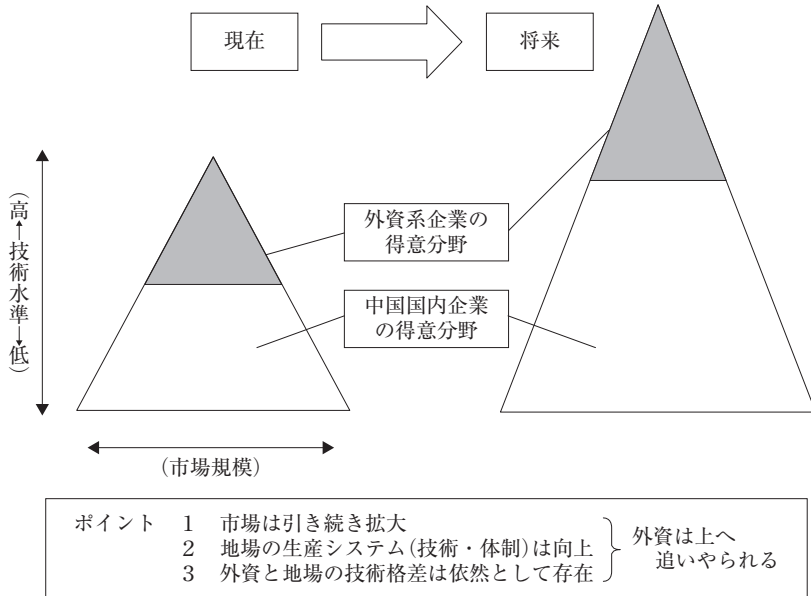 現在
将来
外資系企業の
得意分野
中国国内企業
の得意分野
(高↔技術水準↔低)
(市場規模)
ポイント 1 市場は引き続き拡大
2 地場の生産システム(技術・体制)は向上
3 外資と地場の技術格差は依然として存在
外資は上へ
追いやられる